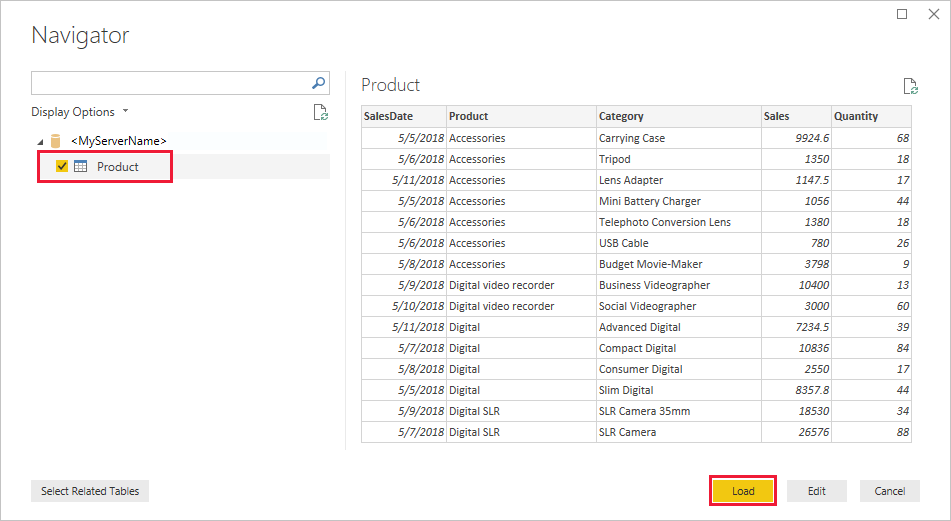 Navigator
Display Options
<MyServerName>
Product
Product
SalesDate Product Category Sales Quantity
5/5/2018 Accessories Carrying Case 9924.6 68
5/6/2018 Accessories Tripod 1350 18
5/11/2018 Accessories Lens Adapter 1147.5 17
5/5/2018 Accessories Mini Battery Charger 1056 44
5/6/2018 Accessories Telephoto Conversion Lens 1380 18
5/6/2018 Accessories USB Cable 780 26
5/8/2018 Accessories Budget Movie-Maker 3798 9
5/9/2018 Digital video recorder Business Videographer 10400 13
5/10/2018 Digital video recorder Social Videographer 3000 60
5/11/2018 Digital Advanced Digital 7234.5 39
5/7/2018 Digital Compact Digital 10836 84
5/8/2018 Digital Consumer Digital 2550 17
5/5/2018 Digital Slim Digital 8357.8 44
5/9/2018 Digital SLR SLR Camera 35mm 18530 34
5/7/2018 Digital SLR SLR Camera 26576 88
Select Related Tables Load Edit Cancel